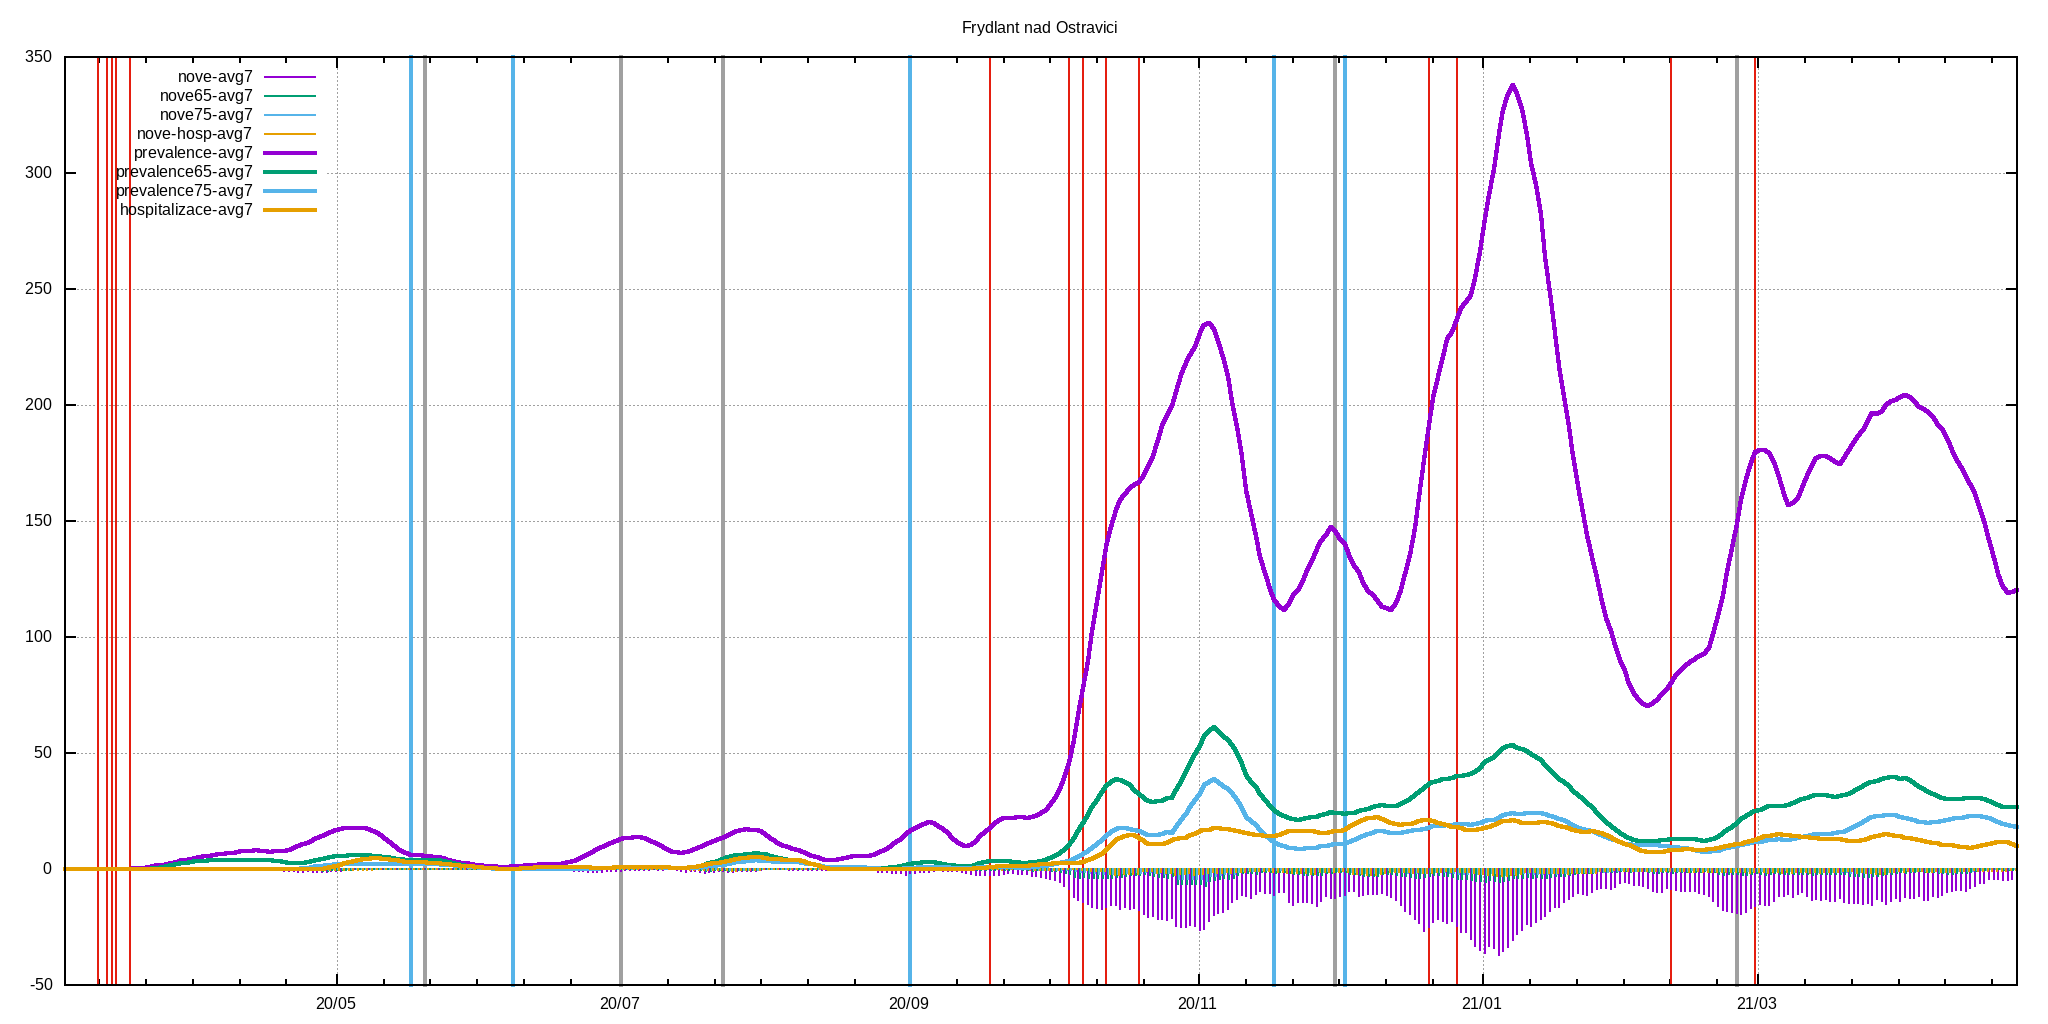 Frydlant nad Ostravici
350
300
250
200
150
100
50
0
-50
nove-avg7
nove65-avg7
nove75-avg7
nove-hosp-avg7
prevalence-avg7
prevalence65-avg7
prevalence75-avg7
hospitalizace-avg7
20/05
20/07
20/09
20/11
21/01
21/03